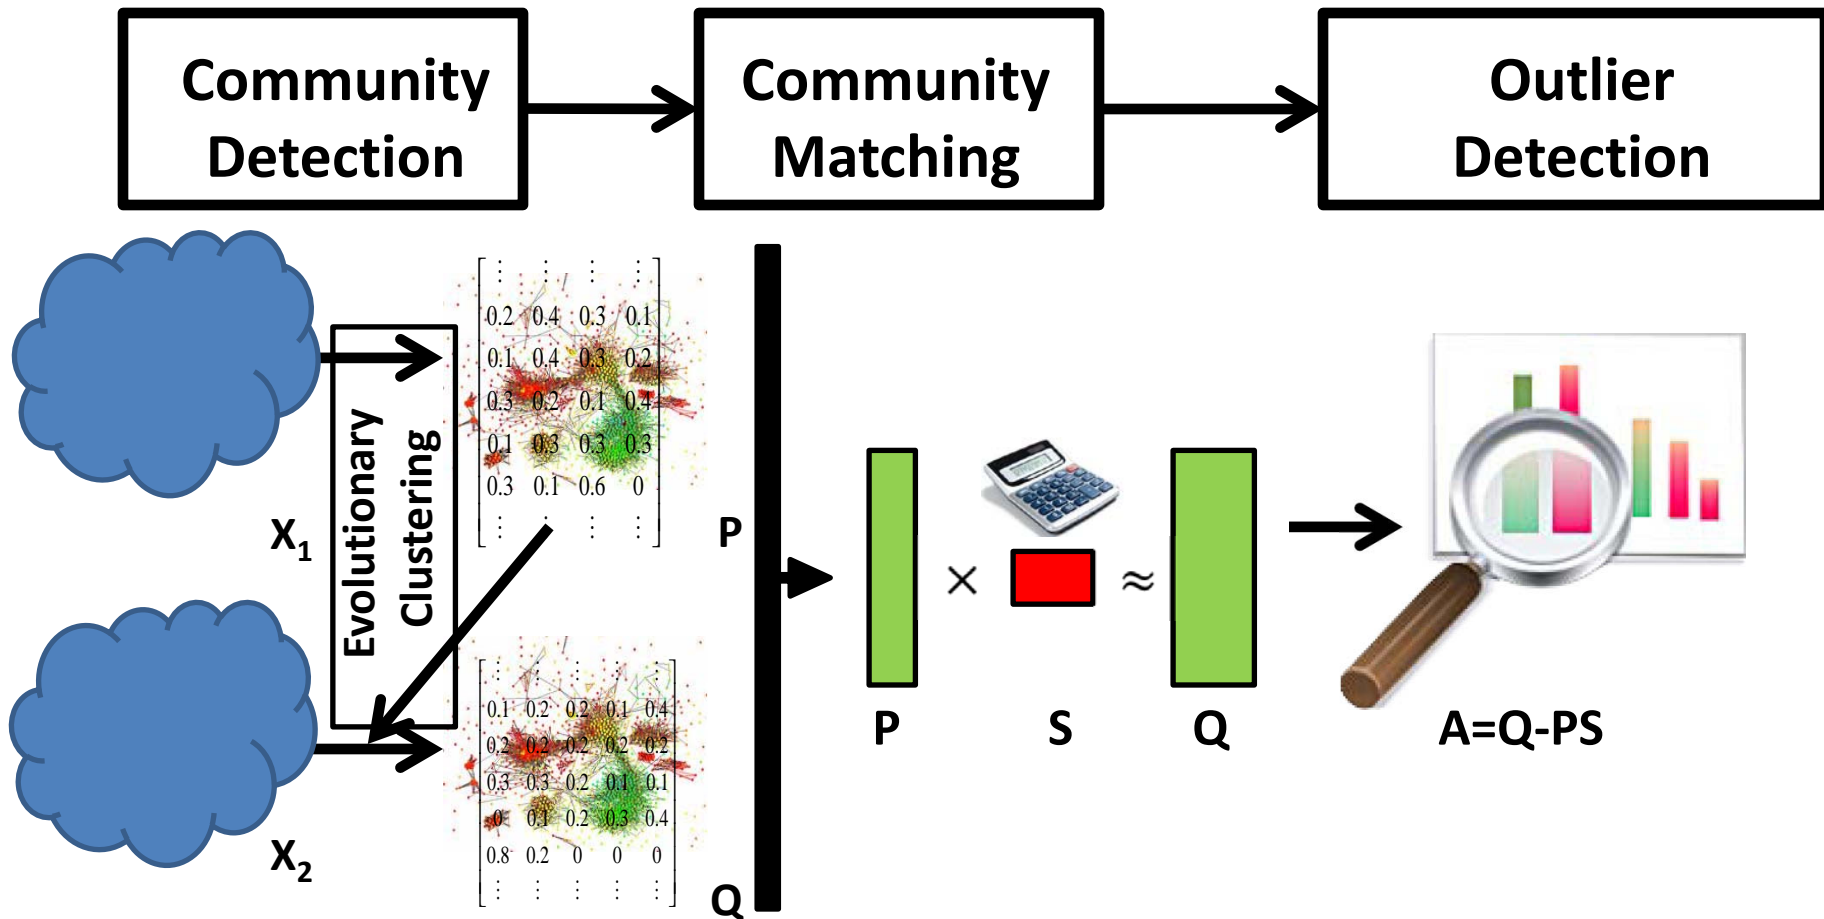 Community
Detection
Community
Matching
Outlier
Detection
⋮ ⋮ ⋮ ⋮
0.2 0.4 0.3 0.1
0.1 0.4 0.3 0.2
0.3 0.2 0.1 0.4
0.1 0.3 0.3 0.3
0.3 0.1 0.6 0
⋮ ⋮ ⋮ ⋮
X₁
P
Evolutionary
Clustering
⋮ ⋮ ⋮ ⋮ ⋮
0.1 0.2 0.2 0.1 0.4
0.2 0.2 0.2 0.2 0.2
0.3 0.3 0.2 0.1 0.1
0 0.1 0.2 0.3 0.4
0.8 0.2 0 0 0
⋮ ⋮ ⋮ ⋮ ⋮
X₂
Q
× ≈
P S Q
A=Q-PS